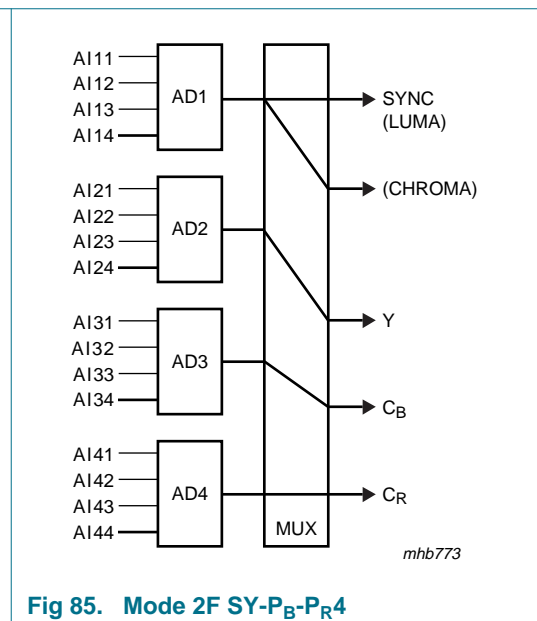 AI11
AI12
AI13
AI14
AD1
SYNC
(LUMA)
(CHROMA)
AI21
AI22
AI23
AI24
AD2
Y
AI31
AI32
AI33
AI34
AD3
CB
AI41
AI42
AI43
AI44
AD4
CR
MUX
mhb773
Fig 85. Mode 2F SY-PB-PR4